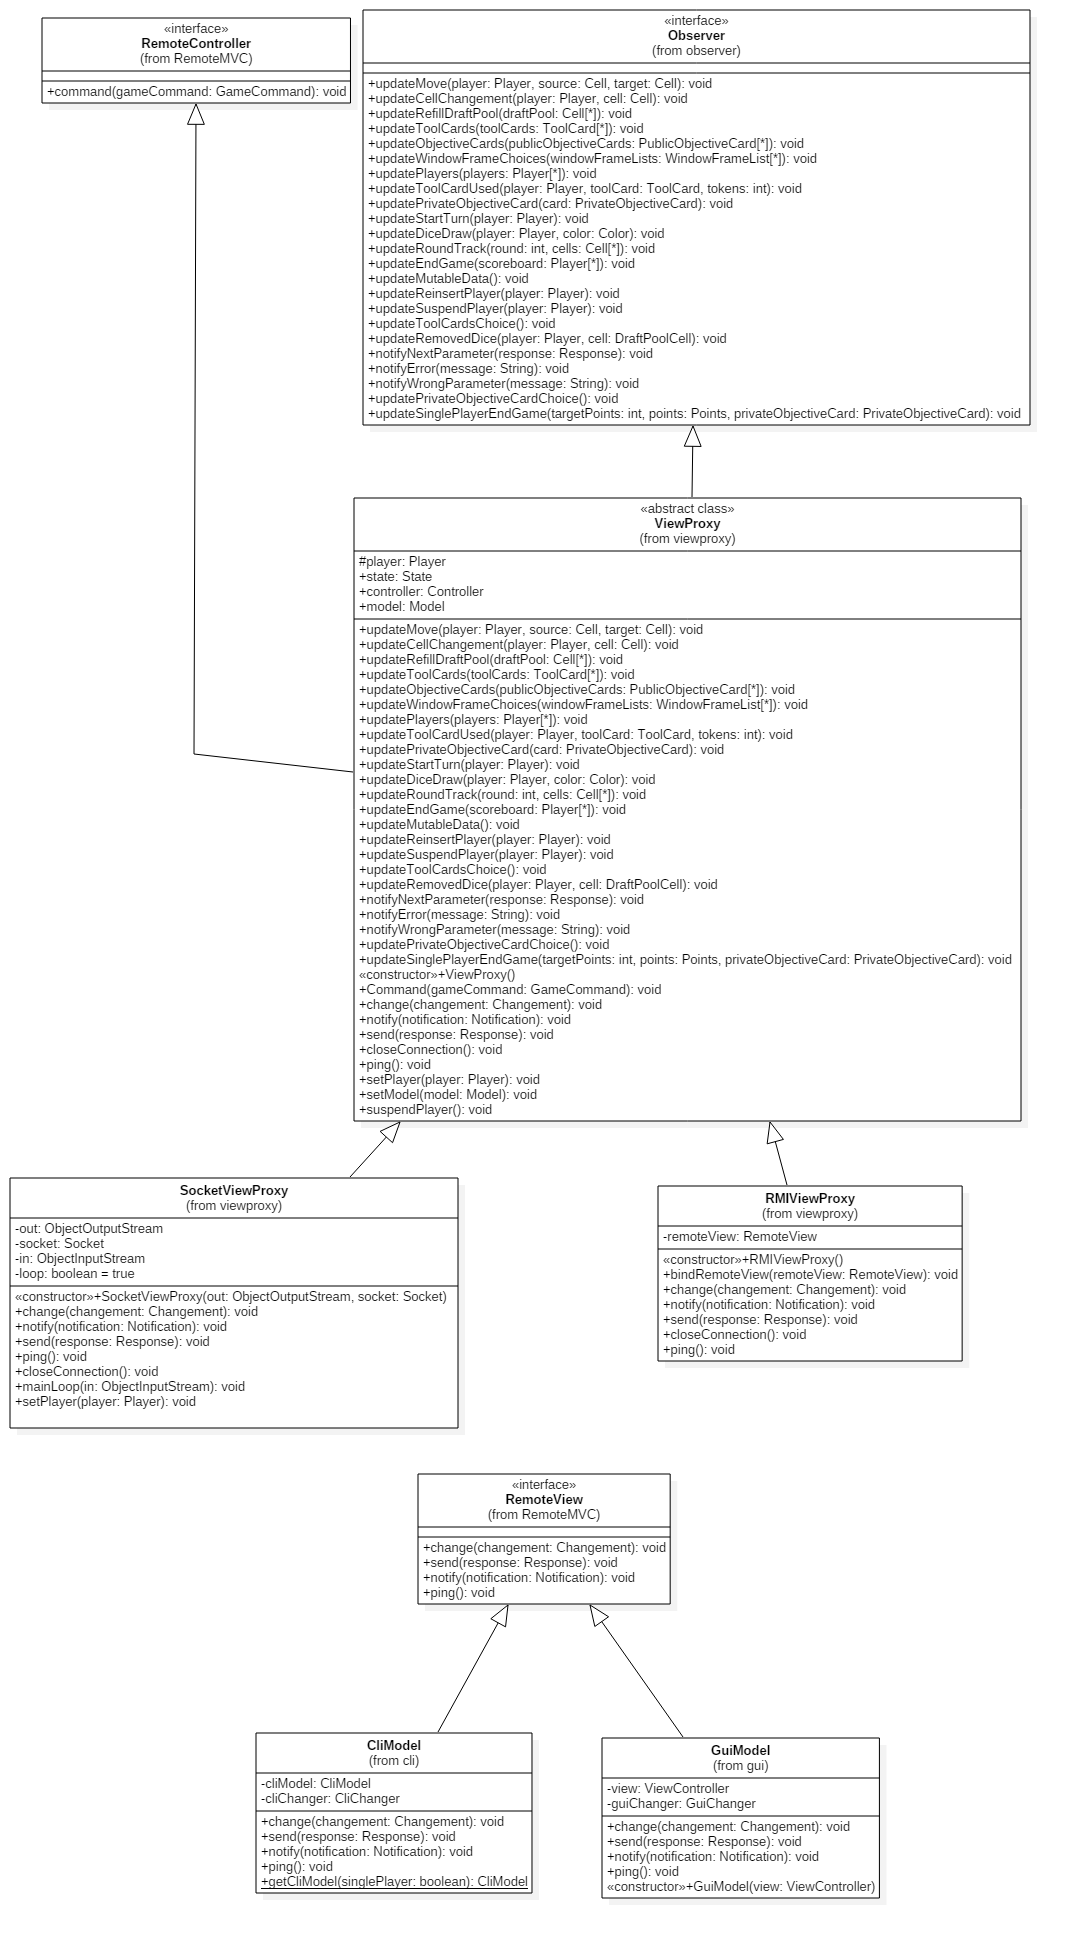 «interface»
RemoteController
(from RemoteMVC)
+command(gameCommand: GameCommand): void
«interface»
Observer
(from observer)
+updateMove(player: Player, source: Cell, target: Cell): void
+updateCellChangement(player: Player, cell: Cell): void
+updateRefillDraftPool(draftPool: Cell[*]): void
+updateToolCards(toolCards: ToolCard[*]): void
+updateObjectiveCards(publicObjectiveCards: PublicObjectiveCard[*]): void
+updateWindowFrameChoices(windowFrameLists: WindowFrameList[*]): void
+updatePlayers(players: Player[*]): void
+updateToolCardUsed(player: Player, toolCard: ToolCard, tokens: int): void
+updatePrivateObjectiveCard(card: PrivateObjectiveCard): void
+updateStartTurn(player: Player): void
+updateDiceDraw(player: Player, color: Color): void
+updateRoundTrack(round: int, cells: Cell[*]): void
+updateEndGame(scoreboard: Player[*]): void
+updateMutableData(): void
+updateReinsertPlayer(player: Player): void
+updateSuspendPlayer(player: Player): void
+updateToolCardsChoice(): void
+updateRemovedDice(player: Player, cell: DraftPoolCell): void
+notifyNextParameter(response: Response): void
+notifyError(message: String): void
+notifyWrongParameter(message: String): void
+updatePrivateObjectiveCardChoice(): void
+updateSinglePlayerEndGame(targetPoints: int, points: Points, privateObjectiveCard: PrivateObjectiveCard): void
«abstract class»
ViewProxy
(from viewproxy)
#player: Player
+state: State
+controller: Controller
+model: Model
+updateMove(player: Player, source: Cell, target: Cell): void
+updateCellChangement(player: Player, cell: Cell): void
+updateRefillDraftPool(draftPool: Cell[*]): void
+updateToolCards(toolCards: ToolCard[*]): void
+updateObjectiveCards(publicObjectiveCards: PublicObjectiveCard[*]): void
+updateWindowFrameChoices(windowFrameLists: WindowFrameList[*]): void
+updatePlayers(players: Player[*]): void
+updateToolCardUsed(player: Player, toolCard: ToolCard, tokens: int): void
+updatePrivateObjectiveCard(card: PrivateObjectiveCard): void
+updateStartTurn(player: Player): void
+updateDiceDraw(player: Player, color: Color): void
+updateRoundTrack(round: int, cells: Cell[*]): void
+updateEndGame(scoreboard: Player[*]): void
+updateMutableData(): void
+updateReinsertPlayer(player: Player): void
+updateSuspendPlayer(player: Player): void
+updateToolCardsChoice(): void
+updateRemovedDice(player: Player, cell: DraftPoolCell): void
+notifyNextParameter(response: Response): void
+notifyError(message: String): void
+notifyWrongParameter(message: String): void
+updatePrivateObjectiveCardChoice(): void
+updateSinglePlayerEndGame(targetPoints: int, points: Points, privateObjectiveCard: PrivateObjectiveCard): void
«constructor»+ViewProxy()
+Command(gameCommand: GameCommand): void
+change(changement: Changement): void
+notify(notification: Notification): void
+send(response: Response): void
+closeConnection(): void
+ping(): void
+setPlayer(player: Player): void
+setModel(model: Model): void
+suspendPlayer(): void
SocketViewProxy
(from viewproxy)
-out: ObjectOutputStream
-socket: Socket
-in: ObjectInputStream
-loop: boolean = true
«constructor»+SocketViewProxy(out: ObjectOutputStream, socket: Socket)
+change(changement: Changement): void
+notify(notification: Notification): void
+send(response: Response): void
+ping(): void
+closeConnection(): void
+mainLoop(in: ObjectInputStream): void
+setPlayer(player: Player): void
RMIViewProxy
(from viewproxy)
-remoteView: RemoteView
«constructor»+RMIViewProxy()
+bindRemoteView(remoteView: RemoteView): void
+change(changement: Changement): void
+notify(notification: Notification): void
+send(response: Response): void
+closeConnection(): void
+ping(): void
«interface»
RemoteView
(from RemoteMVC)
+change(changement: Changement): void
+send(response: Response): void
+notify(notification: Notification): void
+ping(): void
CliModel
(from cli)
-cliModel: CliModel
-cliChanger: CliChanger
+change(changement: Changement): void
+send(response: Response): void
+notify(notification: Notification): void
+ping(): void
+getCliModel(singlePlayer: boolean): CliModel
GuiModel
(from gui)
-view: ViewController
-guiChanger: GuiChanger
+change(changement: Changement): void
+send(response: Response): void
+notify(notification: Notification): void
+ping(): void
«constructor»+GuiModel(view: ViewController)